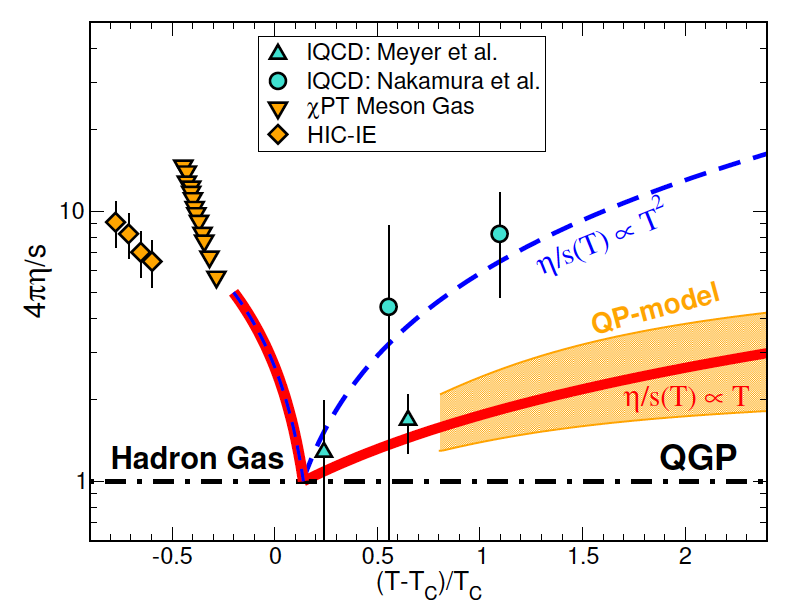 lQCD: Meyer et al.
lQCD: Nakamura et al.
χPT Meson Gas
HIC-IE
10
4πη/s
η/s(T) ∝ T²
QP-model
η/s(T) ∝ T
Hadron Gas
QGP
1
-0.5 0 0.5 1 1.5 2
(T-T_C)/T_C